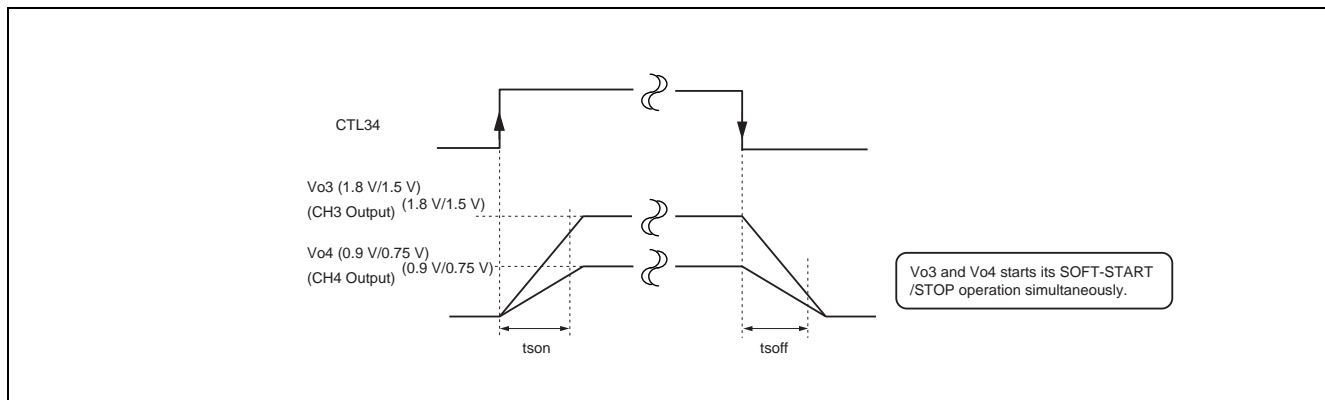 CTL34
Vo3 (1.8 V/1.5 V)
(CH3 Output) (1.8 V/1.5 V)
Vo4 (0.9 V/0.75 V)
(CH4 Output) (0.9 V/0.75 V)
Vo3 and Vo4 starts its SOFT-START
/STOP operation simultaneously.
tson
tsoff